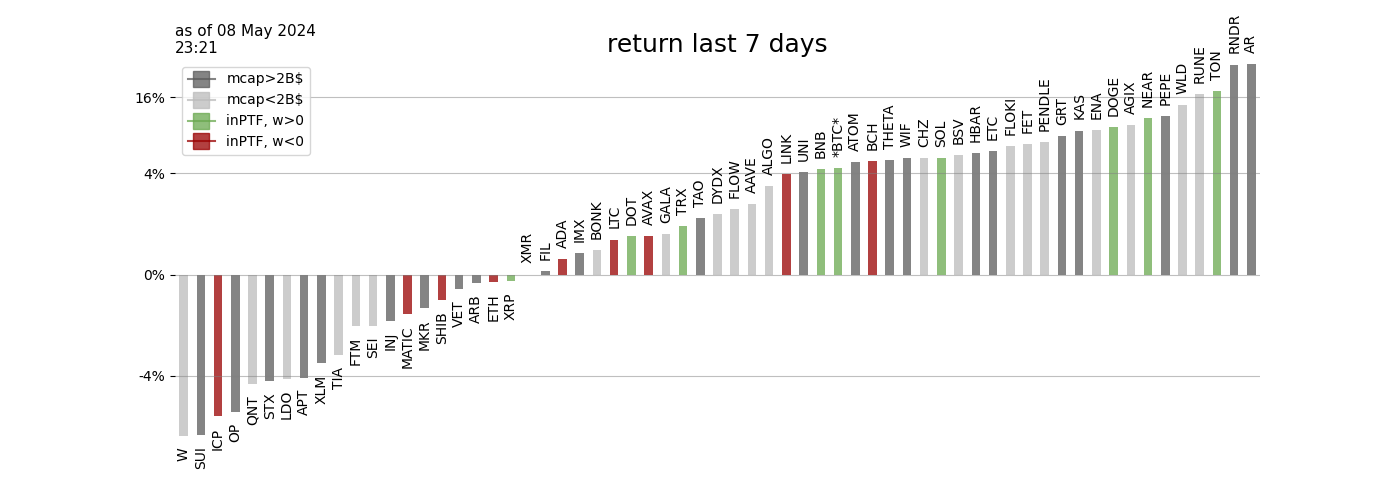 as of 08 May 2024
23:21
return last 7 days
mcap>2B$
mcap<2B$
inPTF, w>0
inPTF, w<0
16%
4%
0%
-4%
W
SUI
ICP
OP
QNT
STX
LDO
APT
XLM
TIA
FTM
SEI
INJ
MATIC
MKR
SHIB
VET
ARB
ETH
XRP
XMR
FIL
ADA
IMX
BONK
LTC
DOT
AVAX
GALA
TRX
TAO
DYDX
FLOW
AAVE
ALGO
LINK
UNI
BNB
*BTC*
ATOM
BCH
THETA
WIF
CHZ
SOL
BSV
HBAR
ETC
FLOKI
FET
PENDLE
GRT
KAS
ENA
DOGE
AGIX
NEAR
PEPE
WLD
RUNE
TON
RNDR
AR